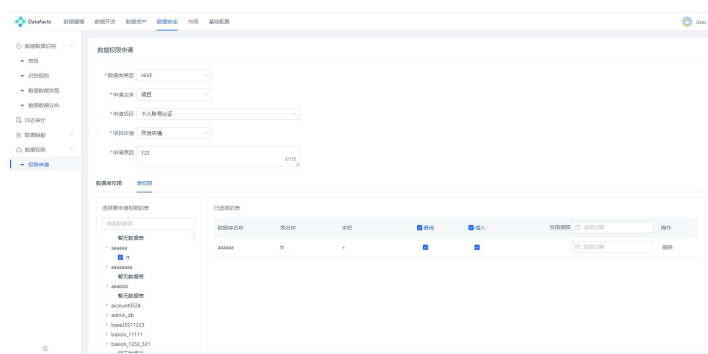 DataFacts 数据建模 数据开发 数据资产 数据安全 市场 基础配置 daas
敏感数据识别
密级
识别规则
敏感数据发现
敏感数据分布
日志审计
数据脱敏
数据权限
权限申请
数据权限申请
*数据库类型 HIVE
*申请主体 项目
*申请项目 个人账号认证
*项目环境 开发环境
*申请原因 123
3/150
数据库权限 表权限
选择要申请权限的表
暂无数据表
aaaaaa
tt
aaaaaaaa
暂无数据表
aaabbb
暂无数据表
account0524
admin_db
base20211223
basion_11111
basion_1232_321
已选择的表
数据库名称 表名称 字段 查询 插入 权限期限 选择日期 操作
aaaaaa tt 选择日期 删除